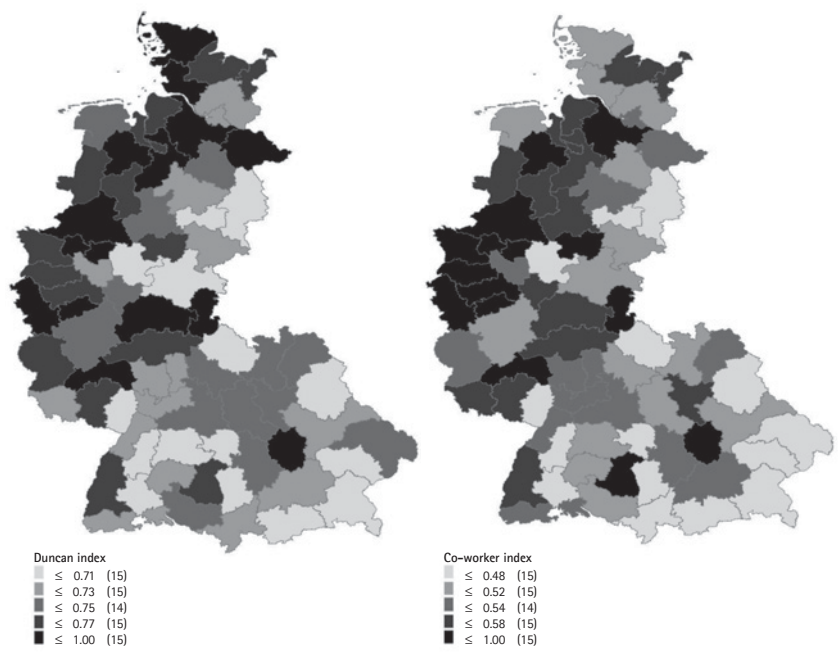 Duncan index
≤ 0.71 (15)
≤ 0.73 (15)
≤ 0.75 (14)
≤ 0.77 (15)
≤ 1.00 (15)
Co-worker index
≤ 0.48 (15)
≤ 0.52 (15)
≤ 0.54 (14)
≤ 0.58 (15)
≤ 1.00 (15)